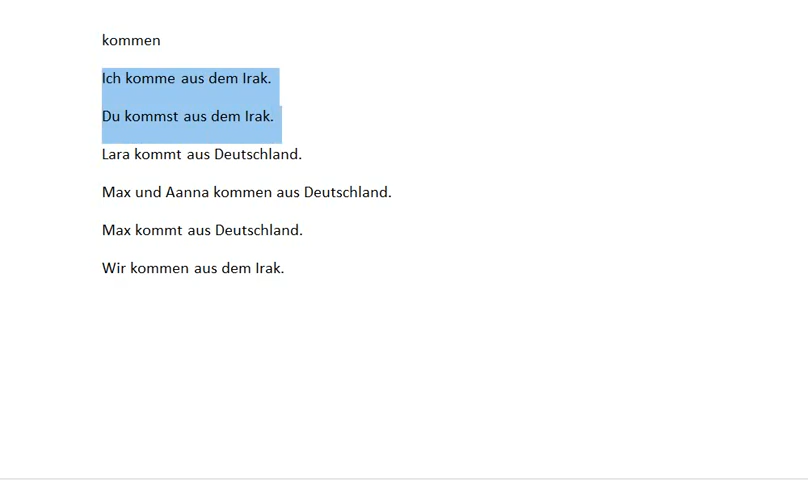 kommen
Ich komme aus dem Irak.
Du kommst aus dem Irak.
Lara kommt aus Deutschland.
Max und Aanna kommen aus Deutschland.
Max kommt aus Deutschland.
Wir kommen aus dem Irak.